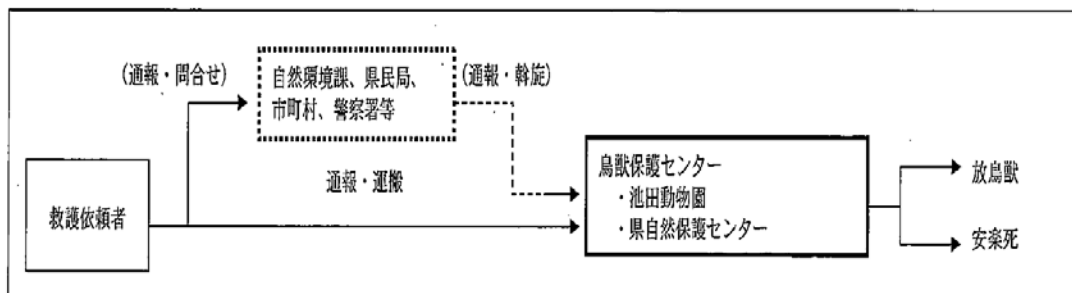 (通報・問合せ)
自然環境課、県民局、
市町村、警察署等
(通報・斡旋)
通報・運搬
救護依頼者
鳥獣保護センター
・池田動物園
・県自然保護センター
放鳥獣
安楽死